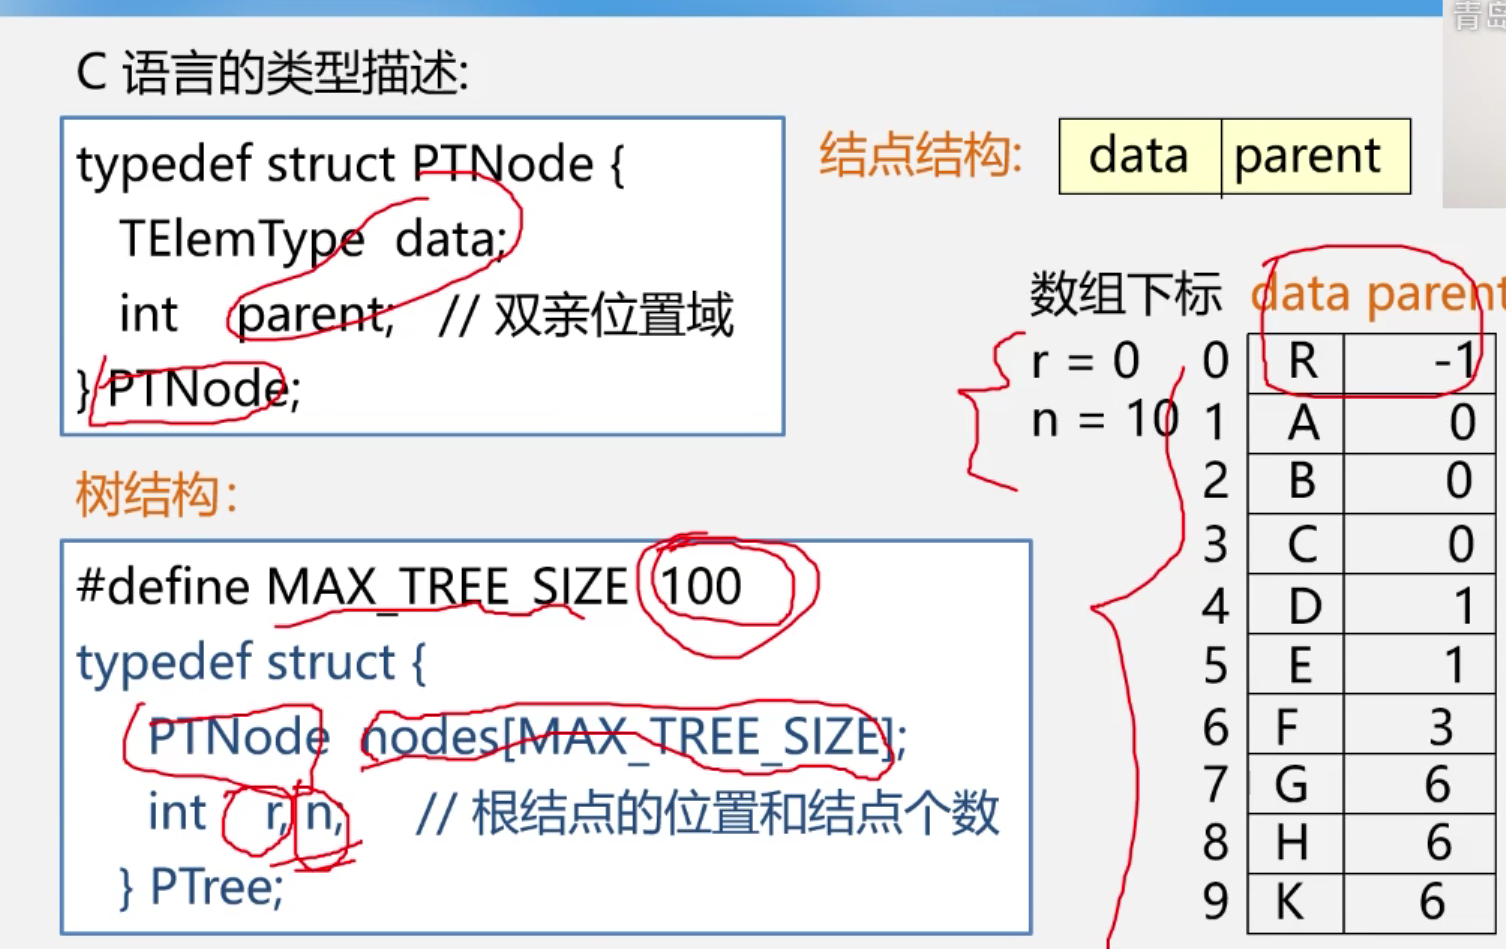 青岛
C 语言的类型描述:
typedef struct PTNode {
TElemType data;
int parent; // 双亲位置域
} PTNode;
结点结构: data parent
树结构:
#define MAX_TREE_SIZE 100
typedef struct {
PTNode nodes[MAX_TREE_SIZE];
int r, n; // 根结点的位置和结点个数
} PTree;
数组下标 data parent
r = 0 0 R -1
n = 10 1 A 0
2 B 0
3 C 0
4 D 1
5 E 1
6 F 3
7 G 6
8 H 6
9 K 6